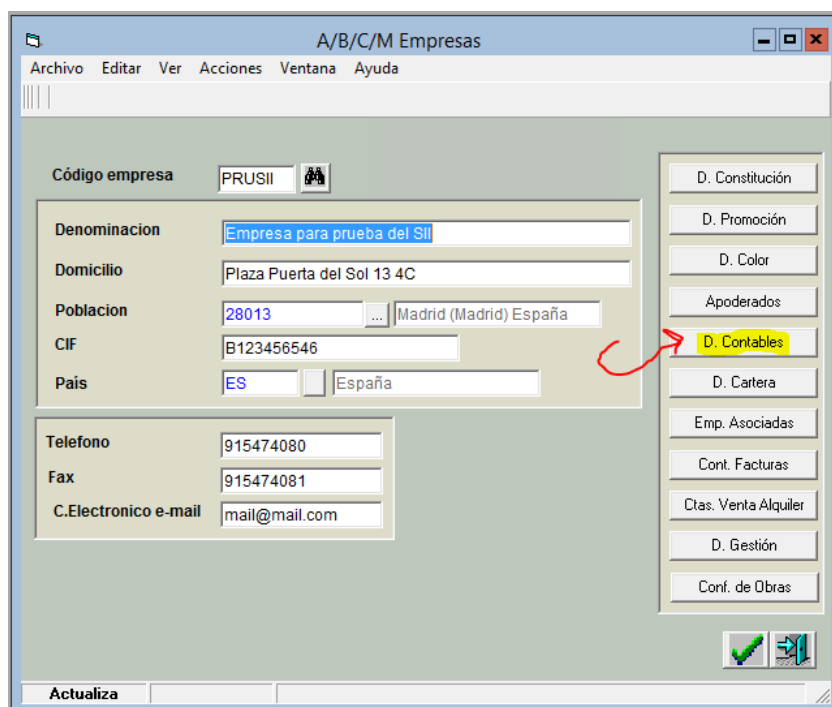 A/B/C/M Empresas
Archivo Editar Ver Acciones Ventana Ayuda
Código empresa PRUSII
Denominacion Empresa para prueba del SII
Domicilio Plaza Puerta del Sol 13 4C
Poblacion 28013 ... Madrid (Madrid) España
CIF B123456546
Pais ES España
Telefono 915474080
Fax 915474081
C.Electronico e-mail mail@mail.com
D. Constitución
D. Promoción
D. Color
Apoderados
D. Contables
D. Cartera
Emp. Asociadas
Cont. Facturas
Ctas. Venta Alquiler
D. Gestión
Conf. de Obras
Actualiza